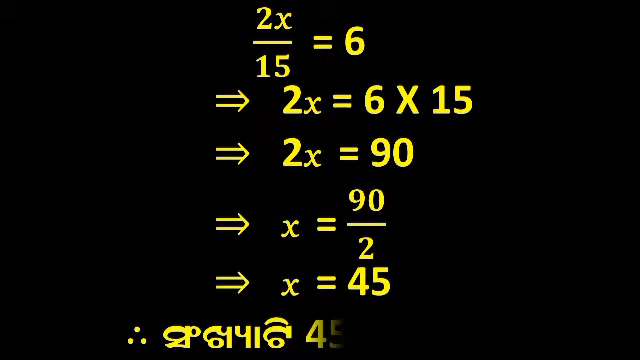 2x/15 = 6
⇒ 2x = 6 X 15
⇒ 2x = 90
⇒ x = 90/2
⇒ x = 45
∴ ସଂଖ୍ୟାଟି 45